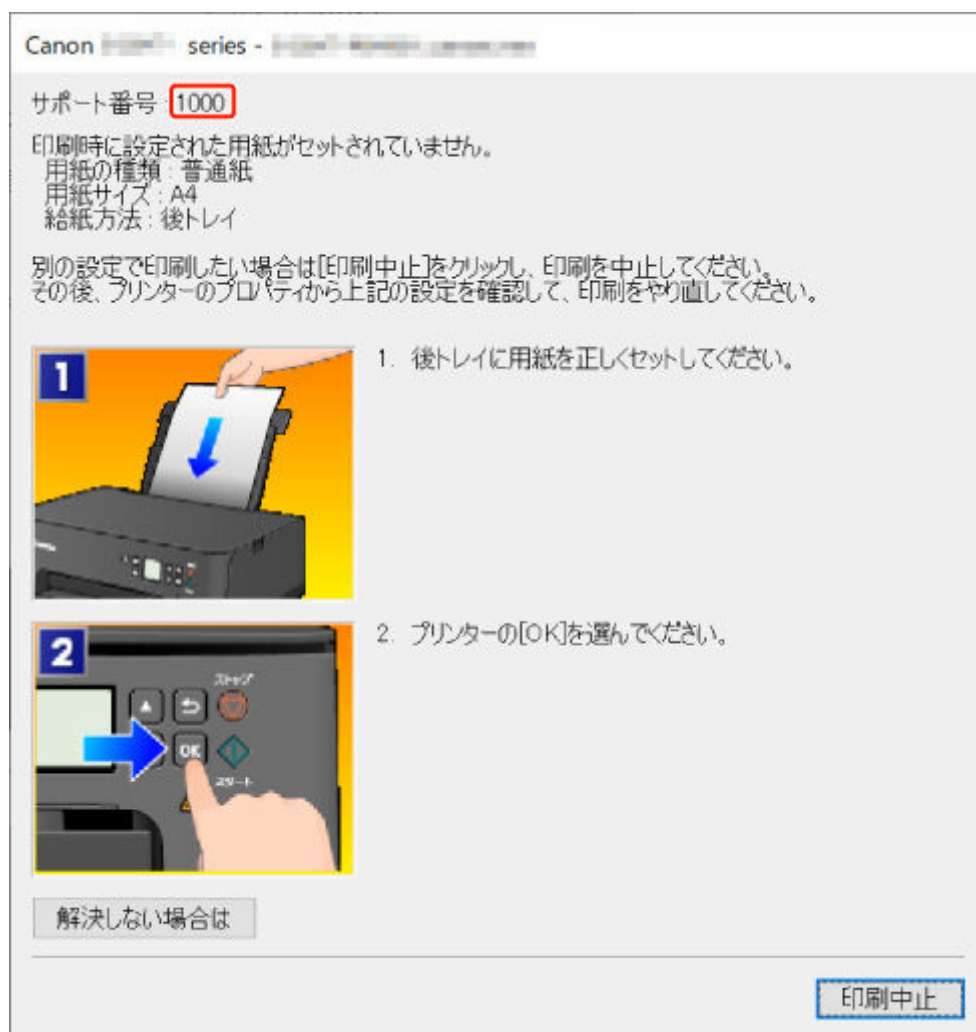 Canon series -
サポート番号 : 1000
印刷時に設定された用紙がセットされていません。
用紙の種類 : 普通紙
用紙サイズ : A4
給紙方法 : 後トレイ
別の設定で印刷したい場合は[印刷中止]をクリックし、印刷を中止してください。
その後、プリンターのプロパティから上記の設定を確認して、印刷をやり直してください。
1
1. 後トレイに用紙を正しくセットしてください。
2
2. プリンターの[OK]を選んでください。
ストップ
OK
スタート
解決しない場合は
印刷中止